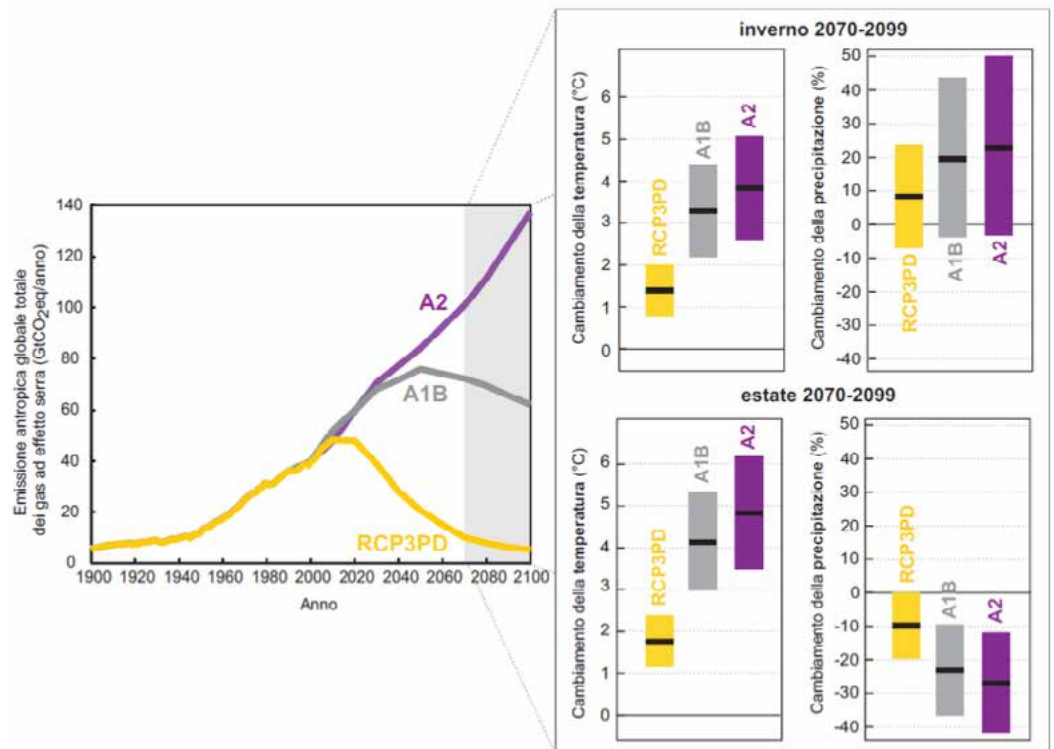 Emissione antropica globale totale
dei gas ad effetto serra (GtCO2eq/anno)
140
120
100
80
60
40
20
0
A2
A1B
RCP3PD
1900 1920 1940 1960 1980 2000 2020 2040 2060 2080 2100
Anno
inverno 2070-2099
Cambiamento della temperatura (°C)
6
5
4
3
2
1
0
RCP3PD
A1B
A2
Cambiamento della precipitazione (%)
50
40
30
20
10
0
-10
-20
-30
-40
RCP3PD
A1B
A2
estate 2070-2099
Cambiamento della temperatura (°C)
6
5
4
3
2
1
0
RCP3PD
A1B
A2
Cambiamento della precipitazione (%)
50
40
30
20
10
0
-10
-20
-30
-40
RCP3PD
A1B
A2